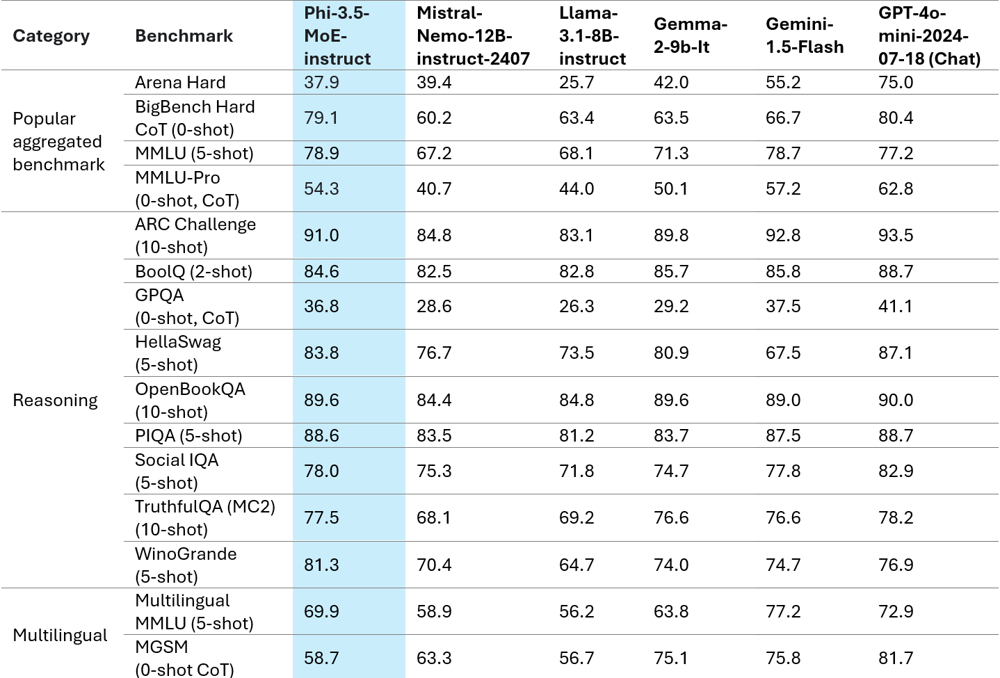 Category Benchmark Phi-3.5-MoE-instruct Mistral-Nemo-12B-instruct-2407 Llama-3.1-8B-instruct Gemma-2-9b-It Gemini-1.5-Flash GPT-4o-mini-2024-07-18 (Chat)
Popular aggregated benchmark
Arena Hard 37.9 39.4 25.7 42.0 55.2 75.0
BigBench Hard CoT (0-shot) 79.1 60.2 63.4 63.5 66.7 80.4
MMLU (5-shot) 78.9 67.2 68.1 71.3 78.7 77.2
MMLU-Pro (0-shot, CoT) 54.3 40.7 44.0 50.1 57.2 62.8
Reasoning
ARC Challenge (10-shot) 91.0 84.8 83.1 89.8 92.8 93.5
BoolQ (2-shot) 84.6 82.5 82.8 85.7 85.8 88.7
GPQA (0-shot, CoT) 36.8 28.6 26.3 29.2 37.5 41.1
HellaSwag (5-shot) 83.8 76.7 73.5 80.9 67.5 87.1
OpenBookQA (10-shot) 89.6 84.4 84.8 89.6 89.0 90.0
PIQA (5-shot) 88.6 83.5 81.2 83.7 87.5 88.7
Social IQA (5-shot) 78.0 75.3 71.8 74.7 77.8 82.9
TruthfulQA (MC2) (10-shot) 77.5 68.1 69.2 76.6 76.6 78.2
WinoGrande (5-shot) 81.3 70.4 64.7 74.0 74.7 76.9
Multilingual
Multilingual MMLU (5-shot) 69.9 58.9 56.2 63.8 77.2 72.9
MGSM (0-shot CoT) 58.7 63.3 56.7 75.1 75.8 81.7